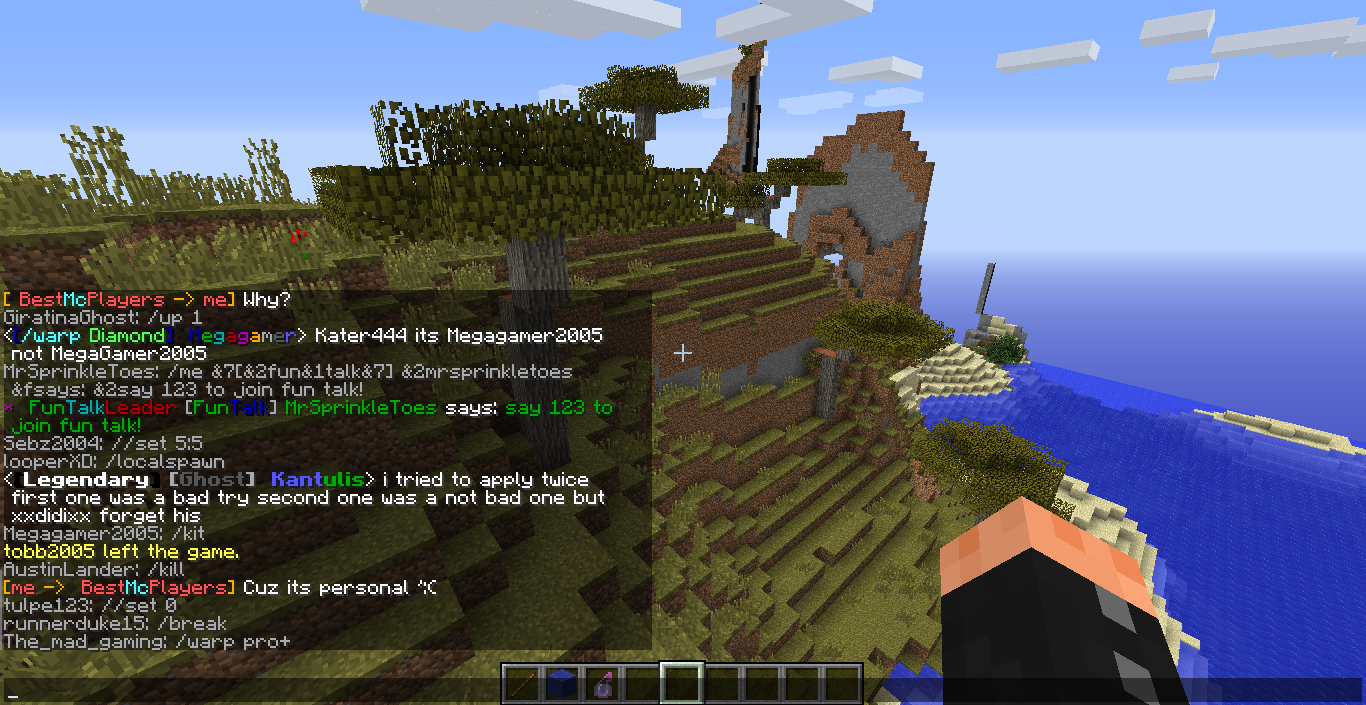 [ BestMcPlayers -> me] Why?
GiratinaGhost: /up 1
<[/warp Diamond] Megagamer> Kater444 its Megagamer2005
not MegaGamer2005
MrSprinkleToes: /me &7[&2fun&1talk&7] &2mrsprinkletoes
&fsays: &2say 123 to join fun talk!
* FunTalkLeader [FunTalk] MrSprinkleToes says: say 123 to
join fun talk!
Sebz2004: //set 5:5
looperXD: /localspawn
< Legendary [Ghost] Kantulis> i tried to apply twice
first one was a bad try second one was a not bad one but
xxdidixx forget his
Megagamer2005: /kit
tobb2005 left the game.
AustinLander: /kill
[me -> BestMcPlayers] Cuz its personal ":C
tulpe123: //set 0
runnerduke15: /break
The_mad_gaming: /warp pro+
_